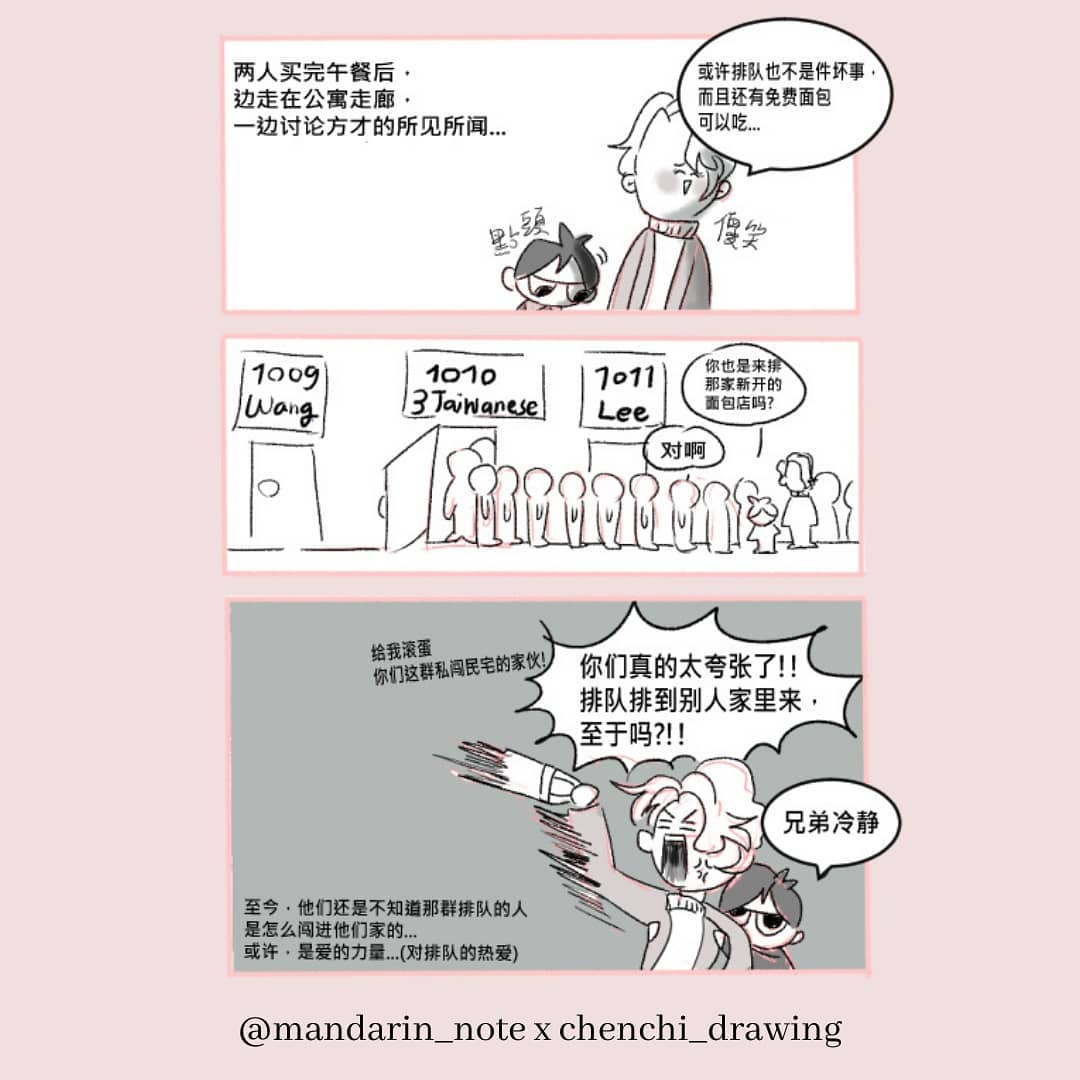 两人买完午餐后，
边走在公寓走廊，
一边讨论方才的所见所闻...
或许排队也不是件坏事，
而且还有免费面包
可以吃...
點頭
傻笑
1009
Wang
1010
3 Taiwanese
1011
Lee
你也是来排
那家新开的
面包店吗?
对啊
给我滚蛋
你们这群私闯民宅的家伙!
你们真的太夸张了!!
排队排到别人家里来，
至于吗?!!
兄弟冷静
至今，他们还是不知道那群排队的人
是怎么闯进他们家的...
或许，是爱的力量...(对排队的热爱)
@mandarin_note x chenchi_drawing